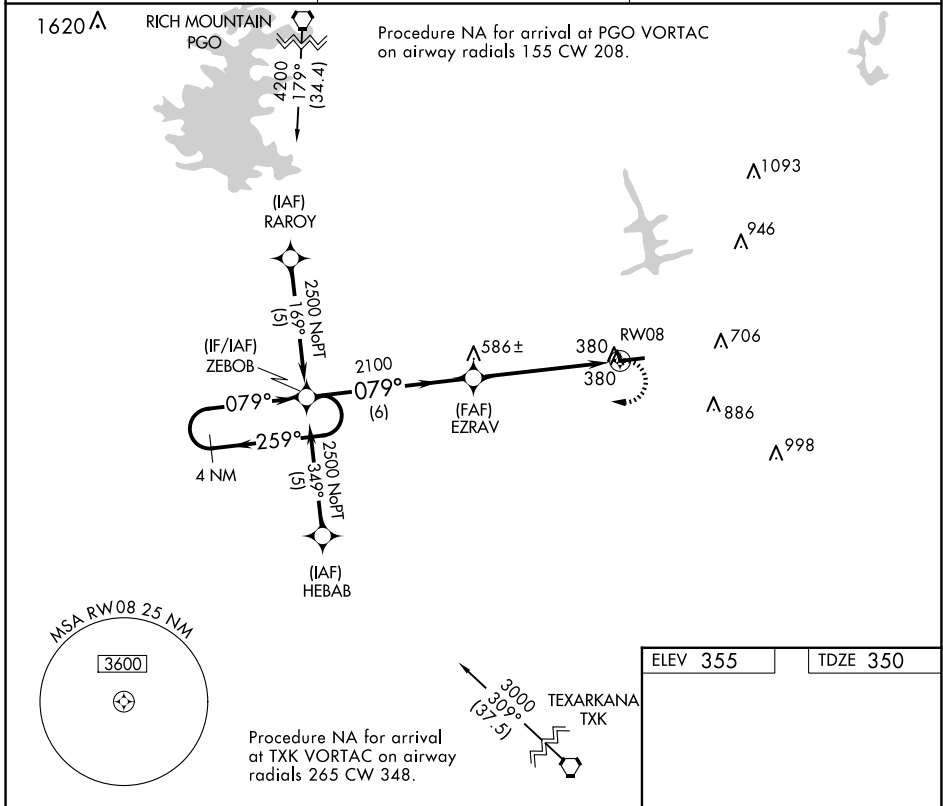 1620
RICH MOUNTAIN
PGO
Procedure NA for arrival at PGO VORTAC
on airway radials 155 CW 208.
4200
179°
(34.4)
1093
(IAF)
RAROY
946
2500 NoPT
169°
(5)
(IF/IAF)
ZEBOB
2100
079°
(6)
586±
380
RW08
380
706
079°
(FAF)
EZRAV
886
259°
4 NM
2500 NoPT
349°
(5)
998
(IAF)
HEBAB
MSA RW08 25 NM
3600
ELEV 355
TDZE 350
3000
309°
(37.5)
TEXARKANA
TXK
Procedure NA for arrival
at TXK VORTAC on airway
radials 265 CW 348.